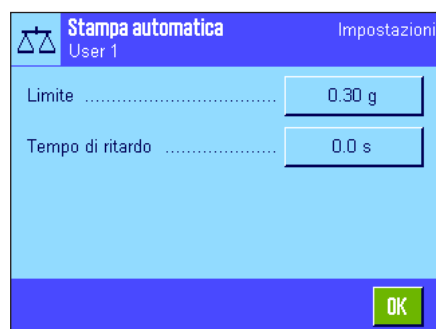 Stampa automatica Impostazioni
User 1
Limite .................................... 0.30 g
Tempo di ritardo ..................... 0.0 s
OK